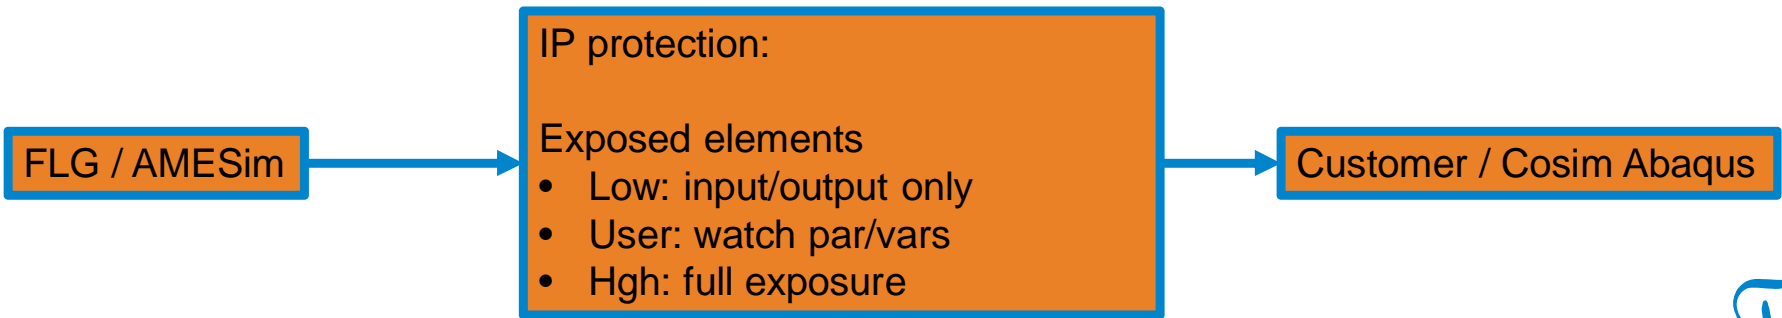 FLG / AMESim
IP protection:
Exposed elements
• Low: input/output only
• User: watch par/vars
• Hgh: full exposure
Customer / Cosim Abaqus